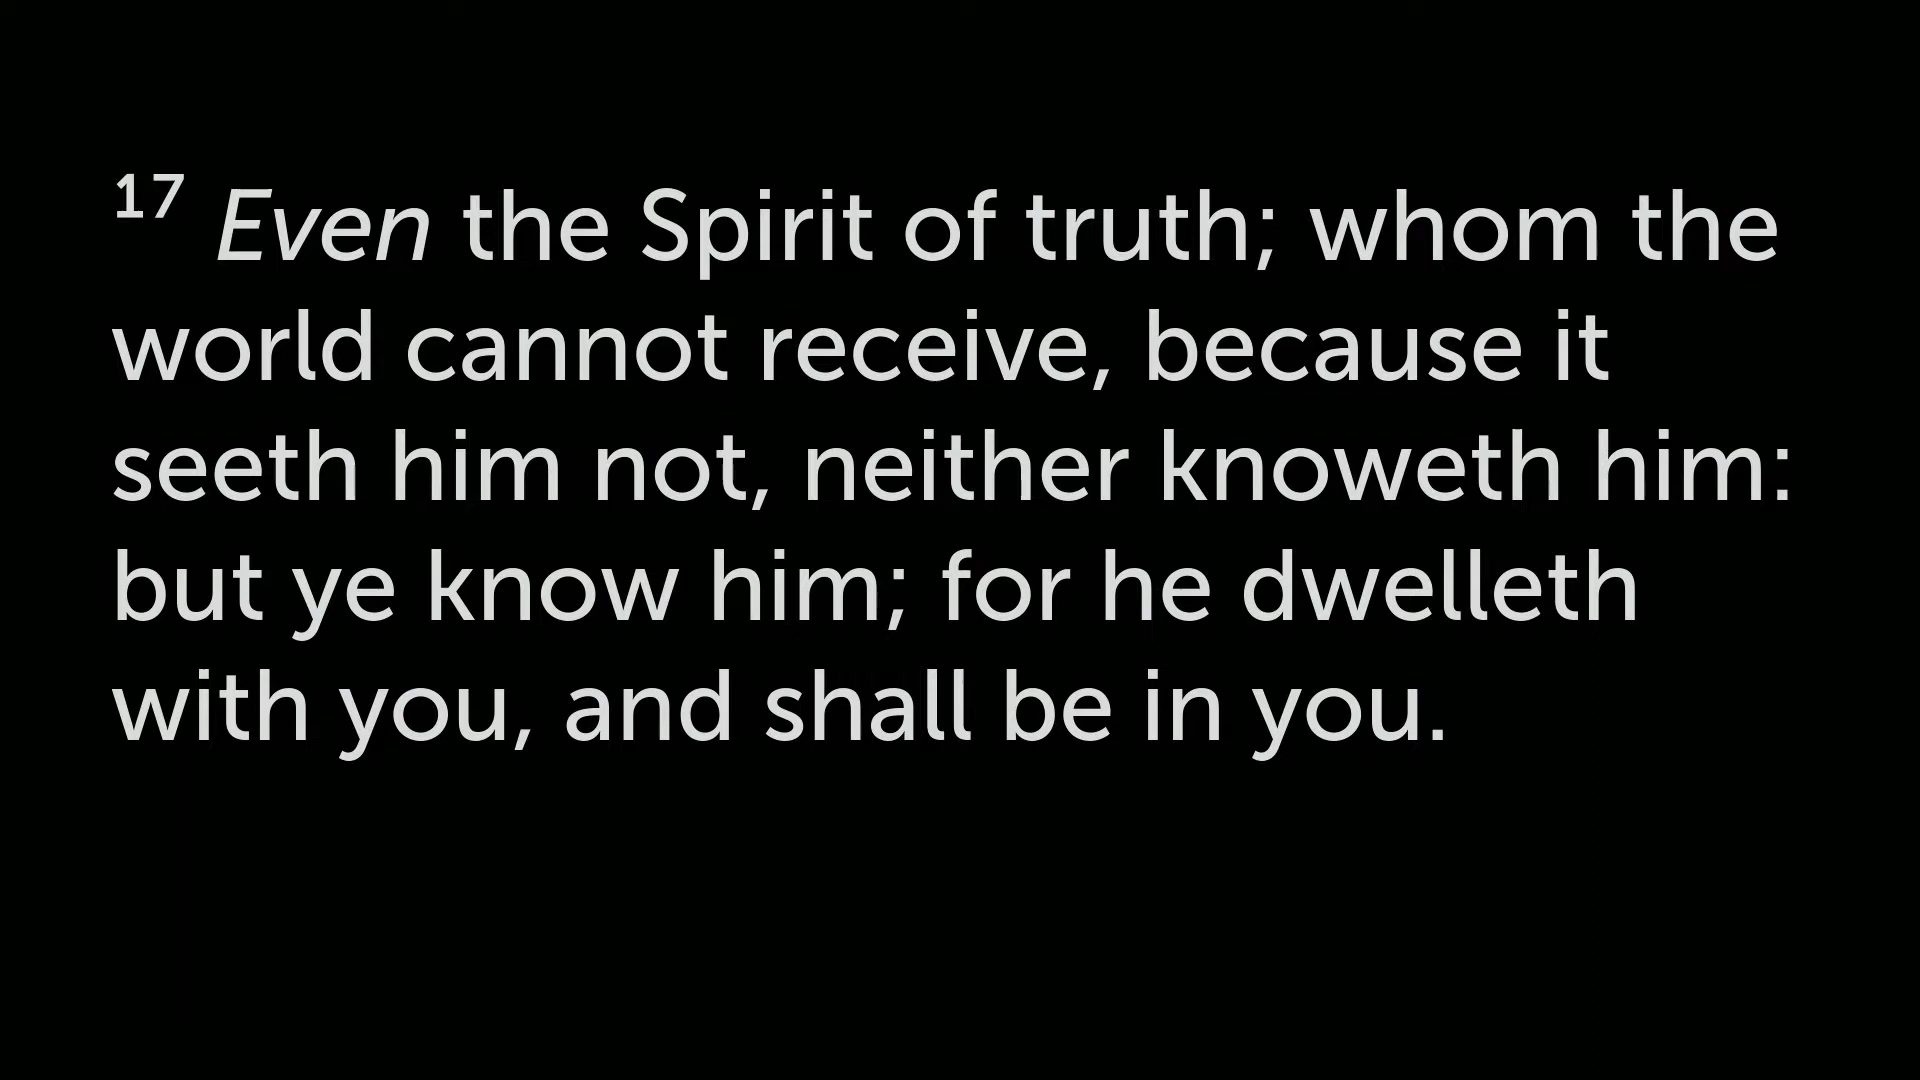 17 Even the Spirit of truth; whom the
world cannot receive, because it
seeth him not, neither knoweth him:
but ye know him; for he dwelleth
with you, and shall be in you.